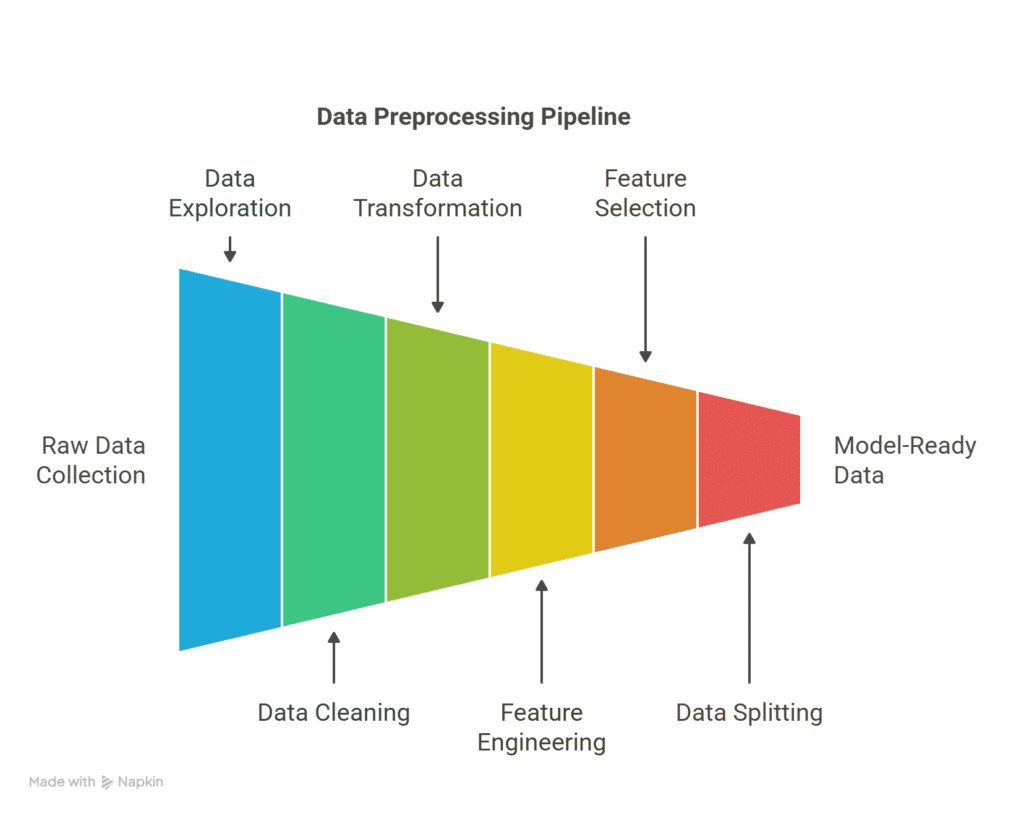 Data Preprocessing Pipeline
Data
Exploration
Data
Transformation
Feature
Selection
Raw Data
Collection
Model-Ready
Data
Data Cleaning
Feature
Engineering
Data Splitting
Made with Napkin